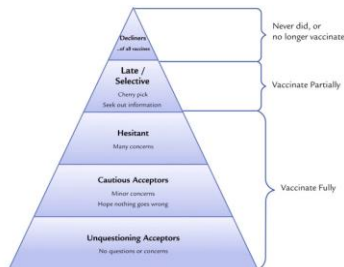 Decliners
...of all vaccines
Never did, or
no longer vaccinate
Late /
Selective
Cherry pick
Seek out information
Vaccinate Partially
Hesitant
Many concerns
Cautious Acceptors
Minor concerns
Hope nothing goes wrong
Vaccinate Fully
Unquestioning Acceptors
No questions or concerns